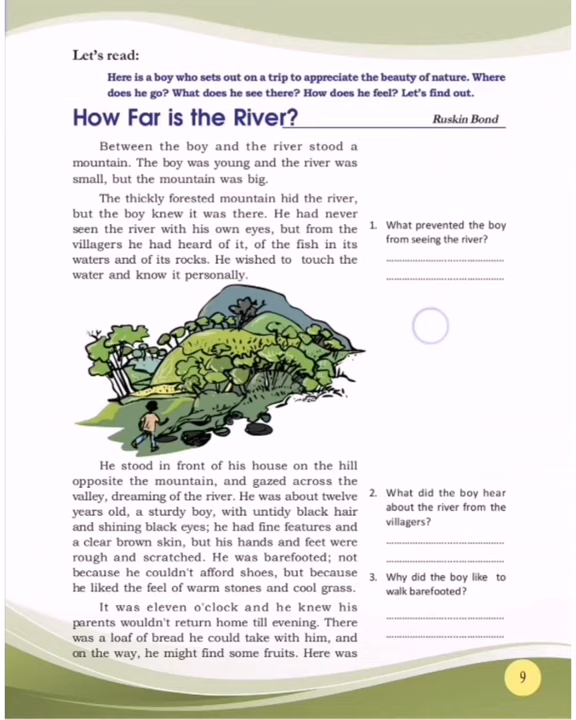 Let's read:
Here is a boy who sets out on a trip to appreciate the beauty of nature. Where
does he go? What does he see there? How does he feel? Let's find out.
How Far is the River?
Ruskin Bond
Between the boy and the river stood a
mountain. The boy was young and the river was
small, but the mountain was big.
The thickly forested mountain hid the river,
but the boy knew it was there. He had never
seen the river with his own eyes, but from the
villagers he had heard of it, of the fish in its
waters and of its rocks. He wished to touch the
water and know it personally.
1. What prevented the boy
from seeing the river?
He stood in front of his house on the hill
opposite the mountain, and gazed across the
valley, dreaming of the river. He was about twelve
years old, a sturdy boy, with untidy black hair
and shining black eyes; he had fine features and
a clear brown skin, but his hands and feet were
rough and scratched. He was barefooted; not
because he couldn't afford shoes, but because
he liked the feel of warm stones and cool grass.
It was eleven o'clock and he knew his
parents wouldn't return home till evening. There
was a loaf of bread he could take with him, and
on the way, he might find some fruits. Here was
2. What did the boy hear
about the river from the
villagers?
3. Why did the boy like to
walk barefooted?
9